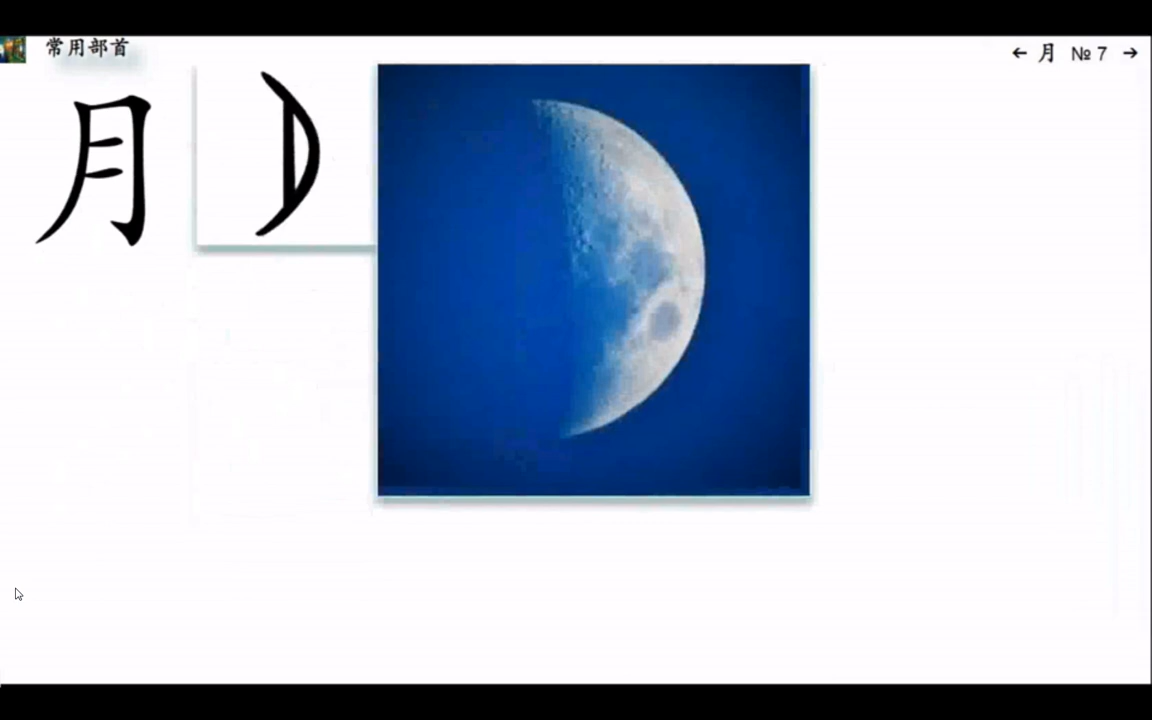 常用部首
← 月 № 7 →
月